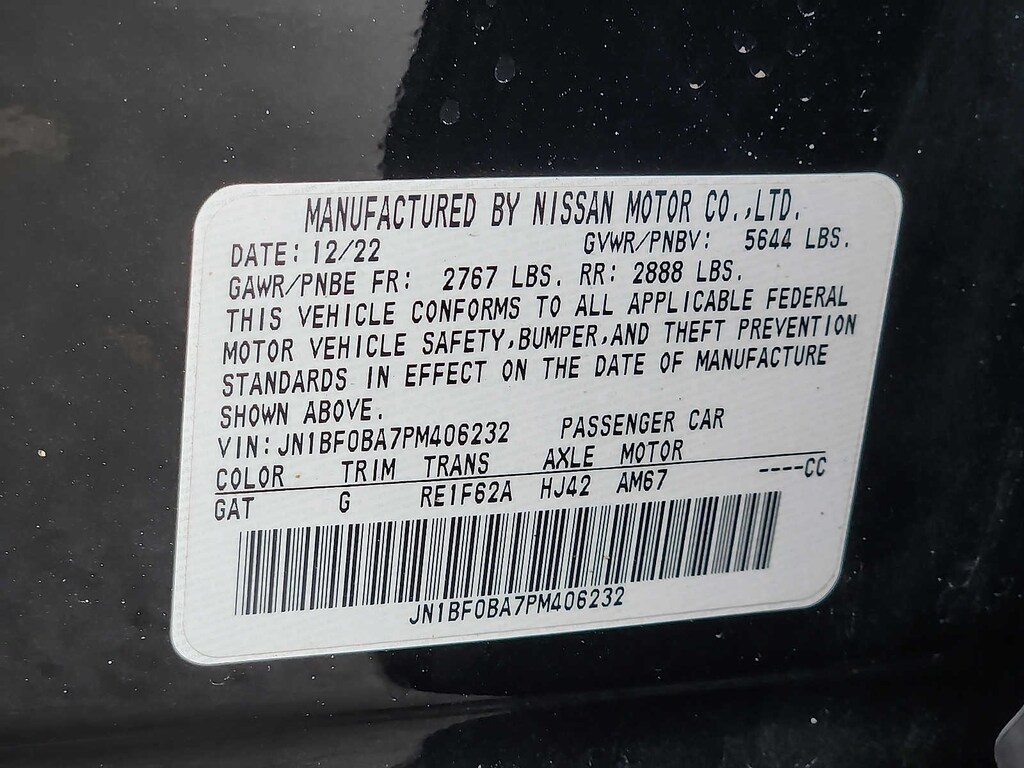 MANUFACTURED BY NISSAN MOTOR CO.,LTD.
DATE: 12/22 GVWR/PNBV: 5644 LBS.
GAWR/PNBE FR: 2767 LBS. RR: 2888 LBS.
THIS VEHICLE CONFORMS TO ALL APPLICABLE FEDERAL
MOTOR VEHICLE SAFETY,BUMPER,AND THEFT PREVENTION
STANDARDS IN EFFECT ON THE DATE OF MANUFACTURE
SHOWN ABOVE.
VIN: JN1BF0BA7PM406232 PASSENGER CAR
COLOR TRIM TRANS AXLE MOTOR
GAT G RE1F62A HJ42 AM67 ----CC
JN1BF0BA7PM406232